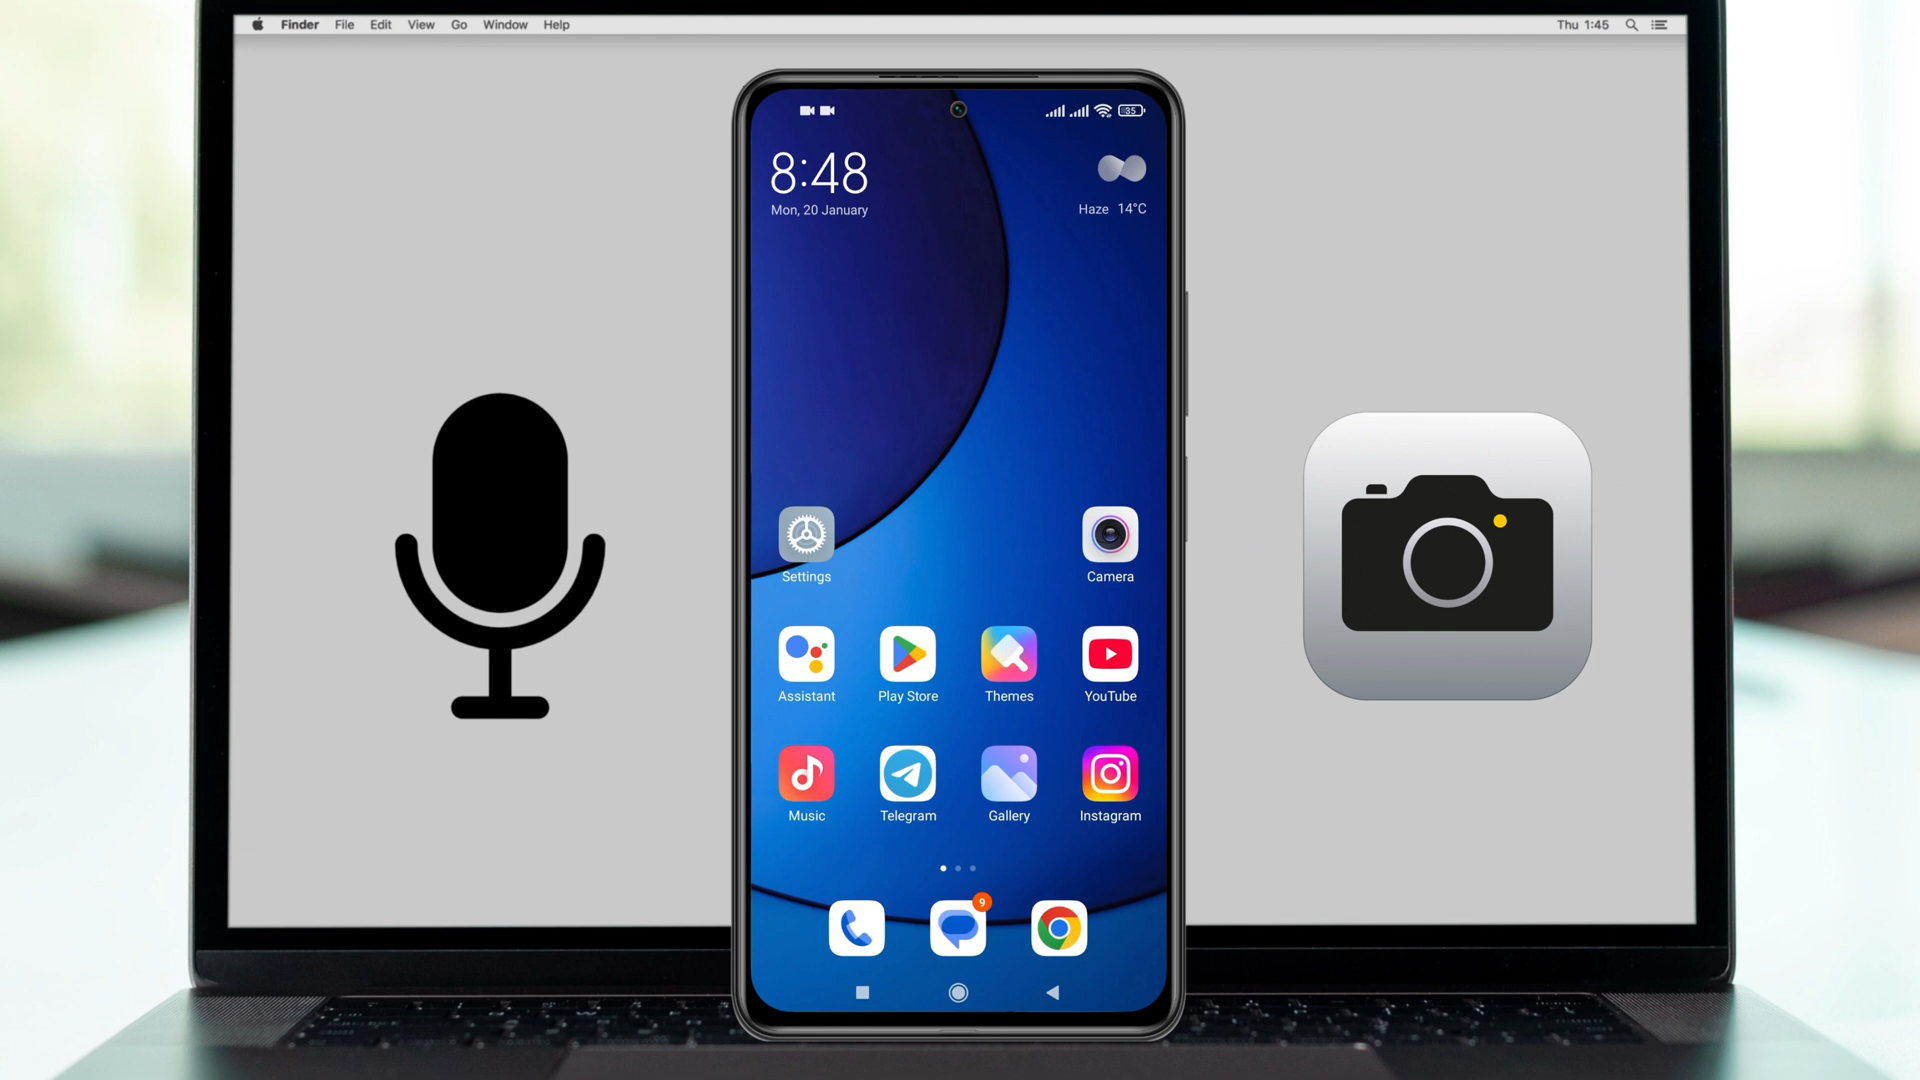 Finder File Edit View Go Window Help Thu 1:45
35
8:48
Mon, 20 January
Haze 14°C
Settings Camera
Assistant Play Store Themes YouTube
Music Telegram Gallery Instagram
9